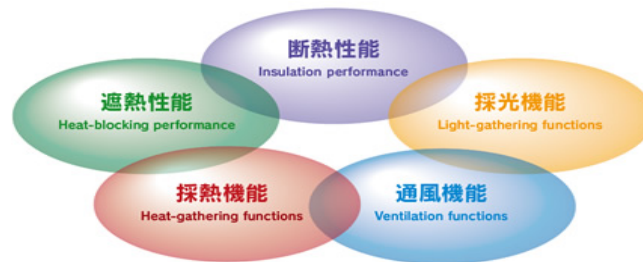 断熱性能
Insulation performance
遮熱性能
Heat-blocking performance
採光機能
Light-gathering functions
採熱機能
Heat-gathering functions
通風機能
Ventilation functions